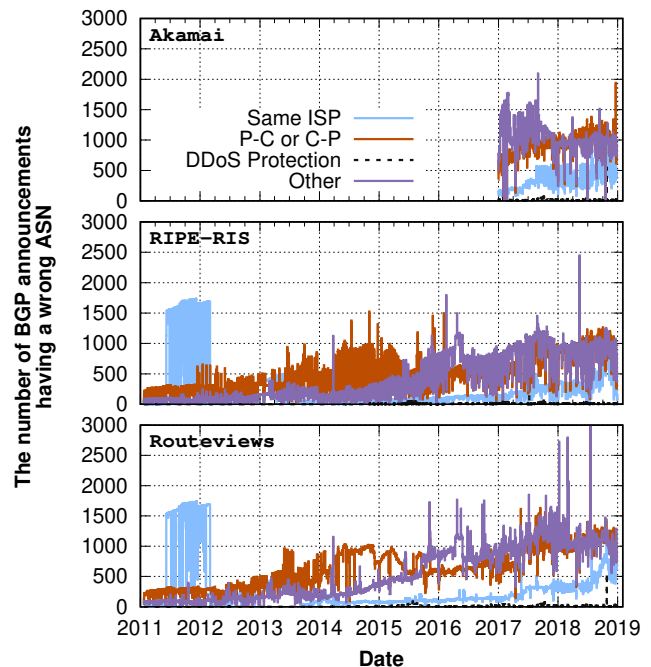 The number of BGP announcements
having a wrong ASN
3000
2500
2000
1500
1000
500
0
Akamai
Same ISP
P-C or C-P
DDoS Protection
Other
3000
2500
2000
1500
1000
500
0
RIPE-RIS
3000
2500
2000
1500
1000
500
0
Routeviews
2011 2012 2013 2014 2015 2016 2017 2018 2019
Date